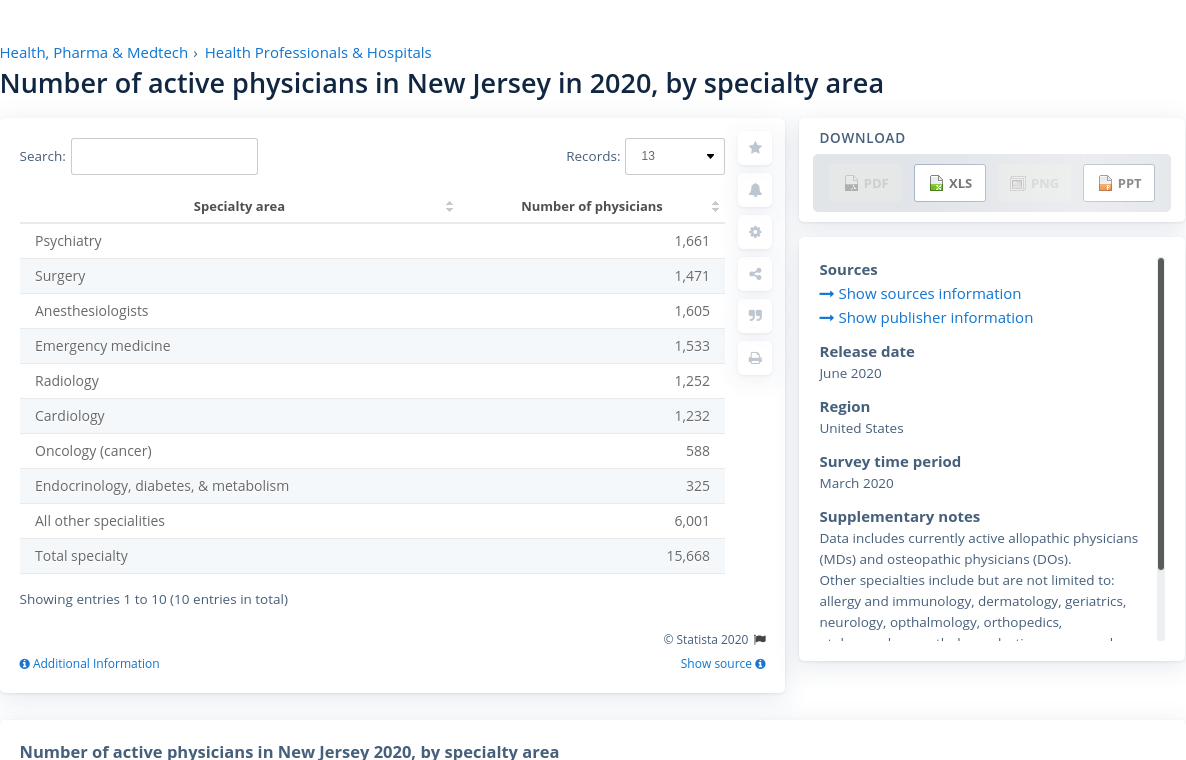 Health, Pharma & Medtech › Health Professionals & Hospitals
Number of active physicians in New Jersey in 2020, by specialty area
Search:
Records: 13
Specialty area Number of physicians
Psychiatry 1,661
Surgery 1,471
Anesthesiologists 1,605
Emergency medicine 1,533
Radiology 1,252
Cardiology 1,232
Oncology (cancer) 588
Endocrinology, diabetes, & metabolism 325
All other specialities 6,001
Total specialty 15,668
Showing entries 1 to 10 (10 entries in total)
© Statista 2020
Additional Information
Show source
DOWNLOAD
PDF XLS PNG PPT
Sources
Show sources information
Show publisher information
Release date
June 2020
Region
United States
Survey time period
March 2020
Supplementary notes
Data includes currently active allopathic physicians
(MDs) and osteopathic physicians (DOs).
Other specialties include but are not limited to:
allergy and immunology, dermatology, geriatrics,
neurology, opthalmology, orthopedics,
Number of active physicians in New Jersey 2020, by specialty area